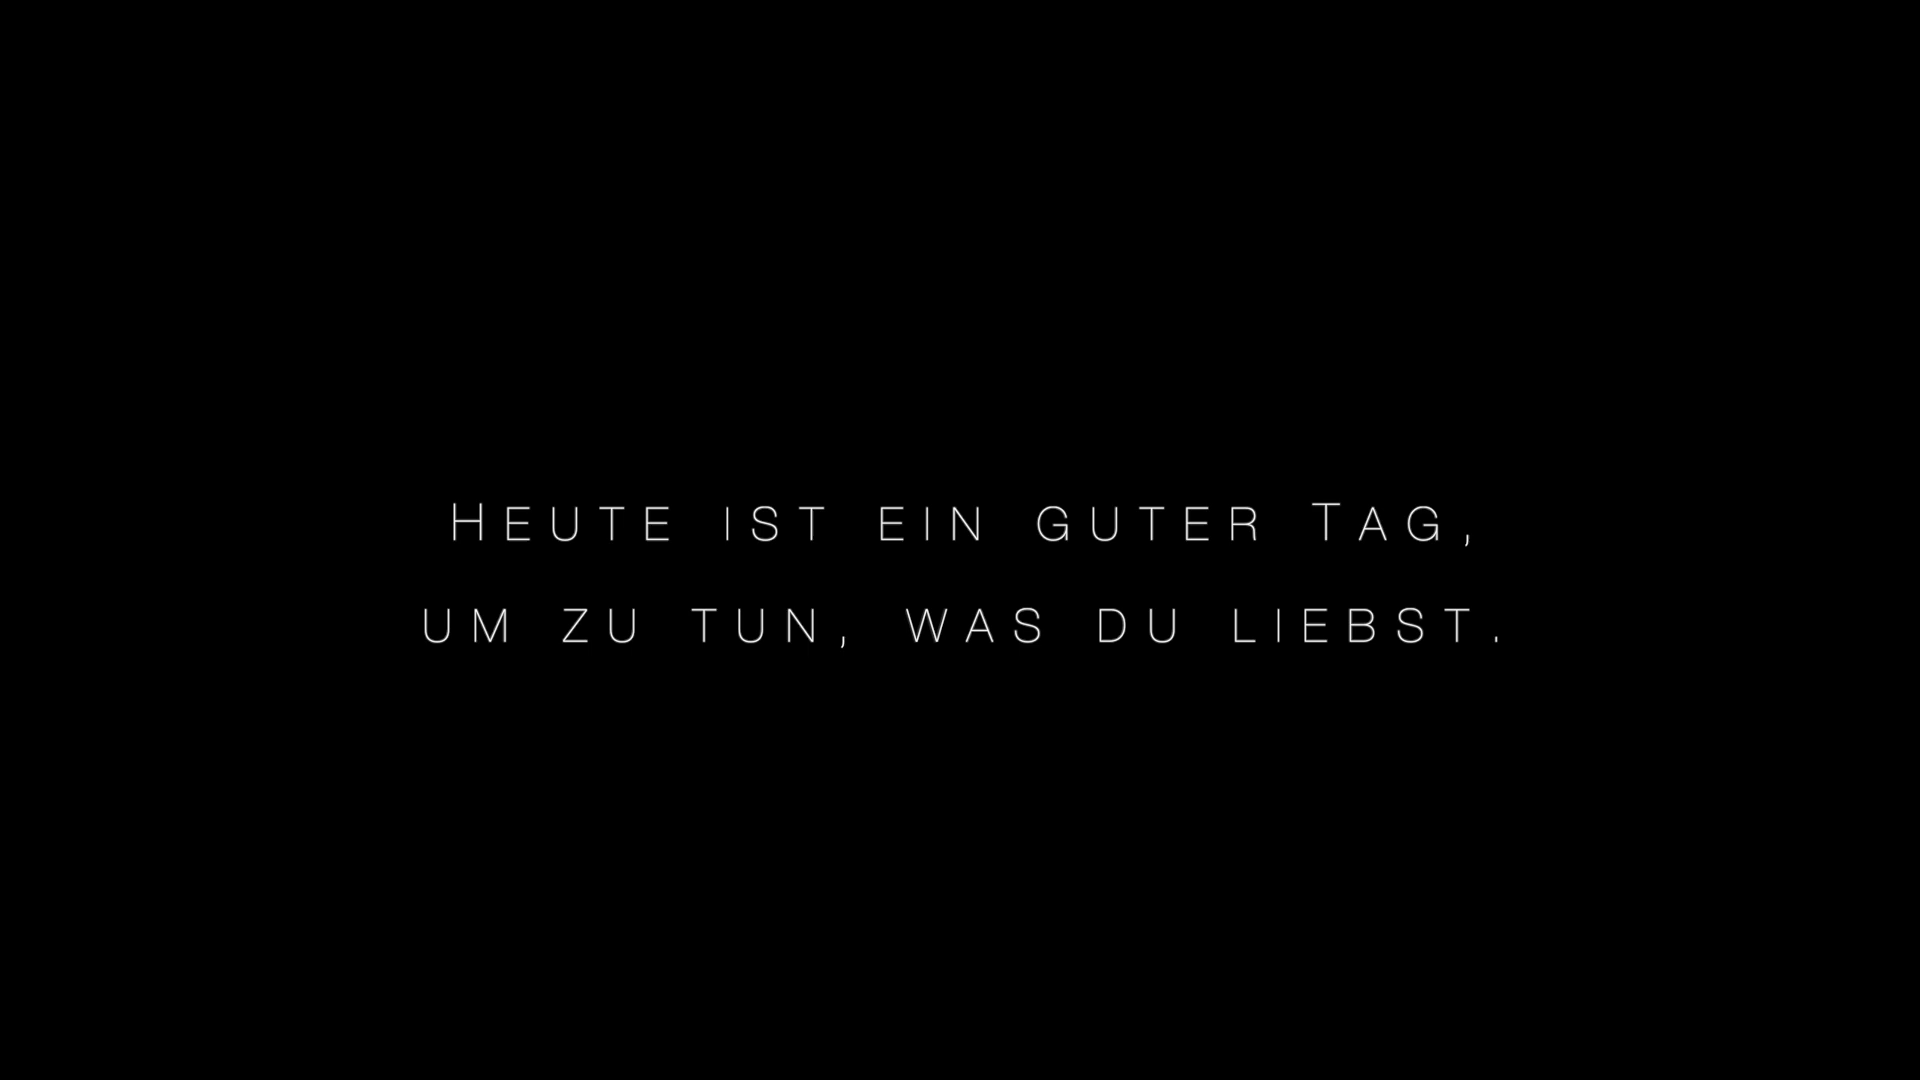 Heute ist ein guter Tag,
um zu tun, was du liebst.